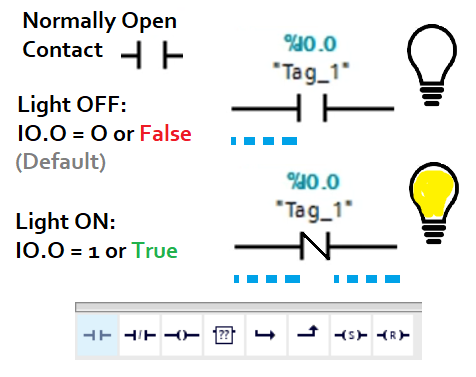 Normally Open
Contact
%I0.0
"Tag_1"
Light OFF:
IO.O = O or False
(Default)
%I0.0
"Tag_1"
Light ON:
IO.O = 1 or True
??
S
R